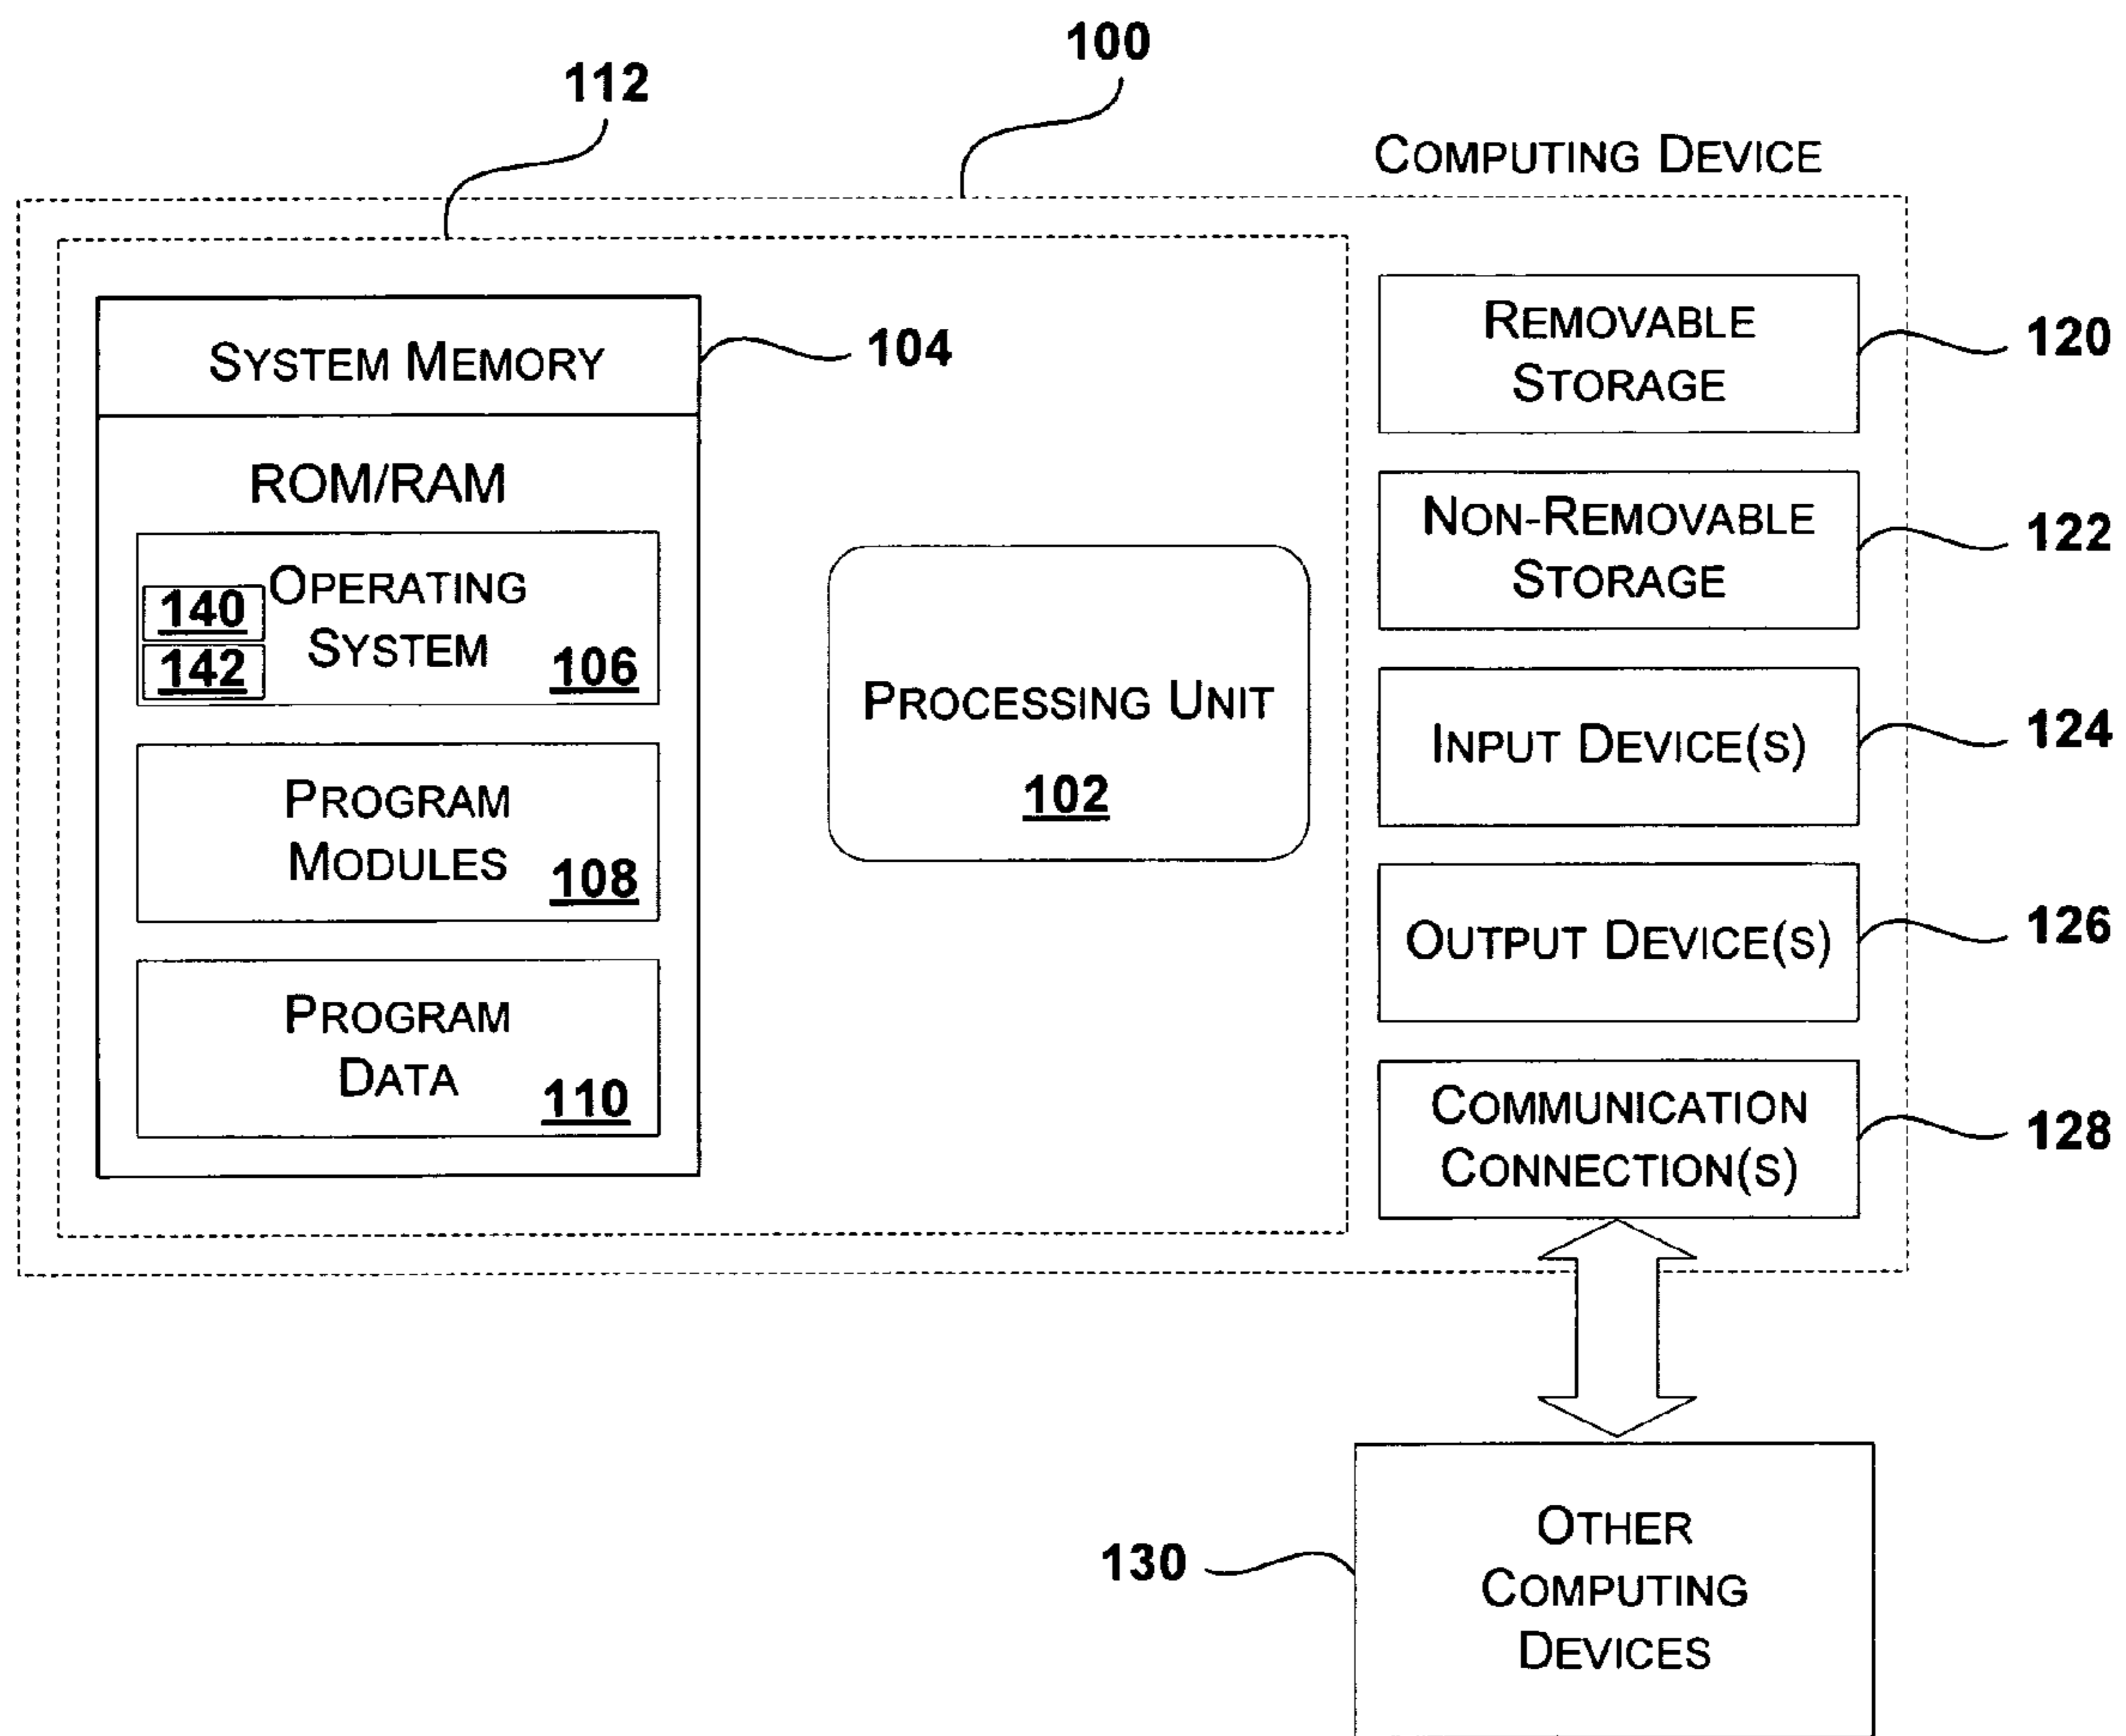 100
112
COMPUTING DEVICE
SYSTEM MEMORY
104
ROM/RAM
OPERATING
SYSTEM
140
142
106
PROGRAM
MODULES
108
PROGRAM
DATA
110
PROCESSING UNIT
102
REMOVABLE
STORAGE
120
NON-REMOVABLE
STORAGE
122
INPUT DEVICE(S)
124
OUTPUT DEVICE(S)
126
COMMUNICATION
CONNECTION(S)
128
OTHER
COMPUTING
DEVICES
130